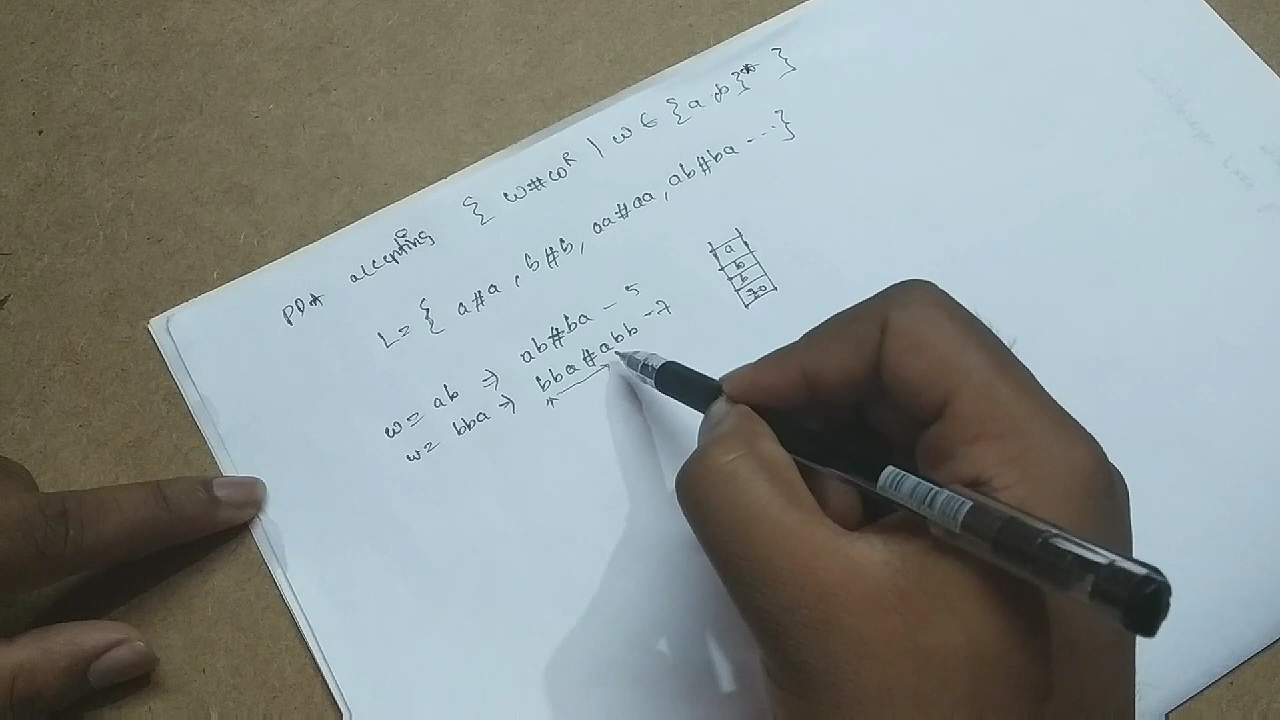 PDA accepting { w#wᴿ | w ∈ {a,b}* }
L = { a#a, b#b, aa#aa, ab#ba ... }
w = ab ⇒ ab#ba - 5
w = bba ⇒ bba#abb - 7
a
b
b
z0